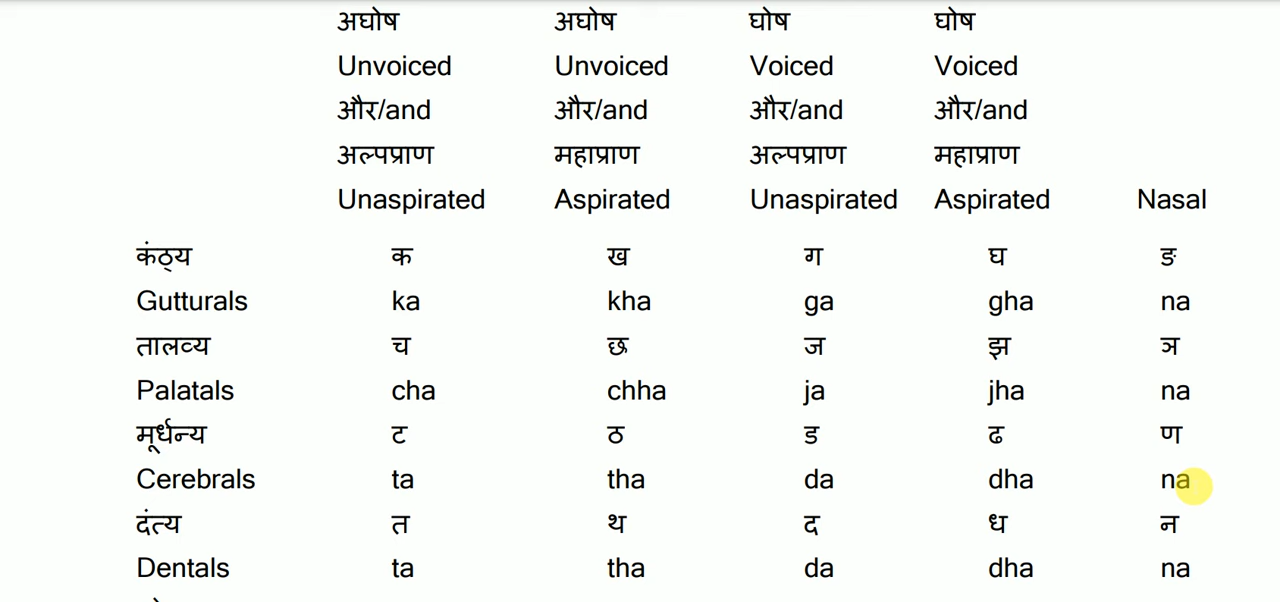 अघोष अघोष घोष घोष
Unvoiced Unvoiced Voiced Voiced
और/and और/and और/and और/and
अल्पप्राण महाप्राण अल्पप्राण महाप्राण
Unaspirated Aspirated Unaspirated Aspirated Nasal
कंठ्य क ख ग घ ङ
Gutturals ka kha ga gha na
तालव्य च छ ज झ ञ
Palatals cha chha ja jha na
मूर्धन्य ट ठ ड ढ ण
Cerebrals ta tha da dha na
दंत्य त थ द ध न
Dentals ta tha da dha na